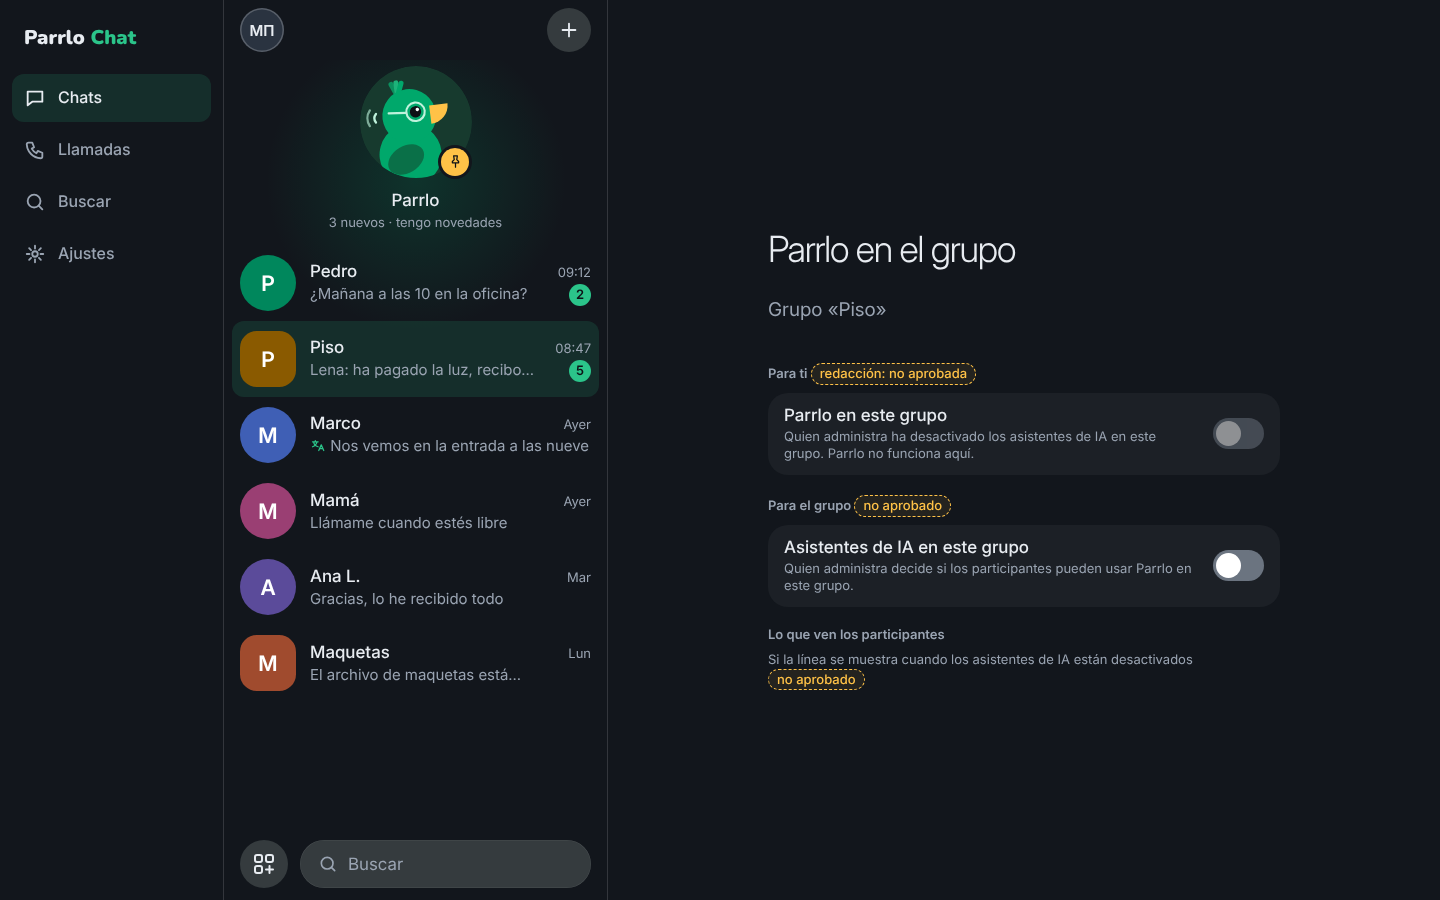 Parrlo Chat
Chats
Llamadas
Buscar
Ajustes
МП
Parrlo
3 nuevos · tengo novedades
P
Pedro
09:12
¿Mañana a las 10 en la oficina?
2
P
Piso
08:47
Lena: ha pagado la luz, recibo...
5
M
Marco
Ayer
Nos vemos en la entrada a las nueve
M
Mamá
Ayer
Llámame cuando estés libre
A
Ana L.
Mar
Gracias, lo he recibido todo
M
Maquetas
Lun
El archivo de maquetas está...
Buscar
Parrlo en el grupo
Grupo «Piso»
Para ti redacción: no aprobada
Parrlo en este grupo
Quien administra ha desactivado los asistentes de IA en este
grupo. Parrlo no funciona aquí.
Para el grupo no aprobado
Asistentes de IA en este grupo
Quien administra decide si los participantes pueden usar Parrlo en
este grupo.
Lo que ven los participantes
Si la línea se muestra cuando los asistentes de IA están desactivados
no aprobado